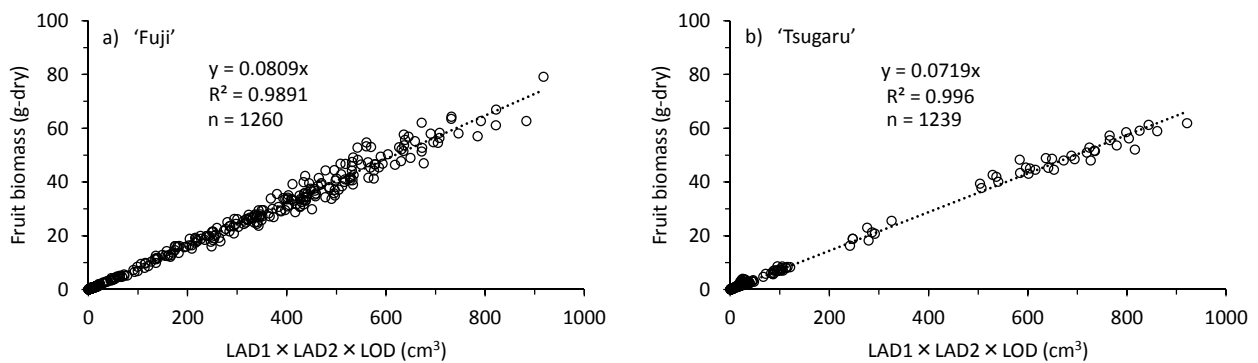 a) ‘Fuji’
y = 0.0809x
R² = 0.9891
n = 1260
Fruit biomass (g-dry)
100
80
60
40
20
0
0 200 400 600 800 1000
LAD1 × LAD2 × LOD (cm³)
b) ‘Tsugaru’
y = 0.0719x
R² = 0.996
n = 1239
Fruit biomass (g-dry)
100
80
60
40
20
0
0 200 400 600 800 1000
LAD1 × LAD2 × LOD (cm³)